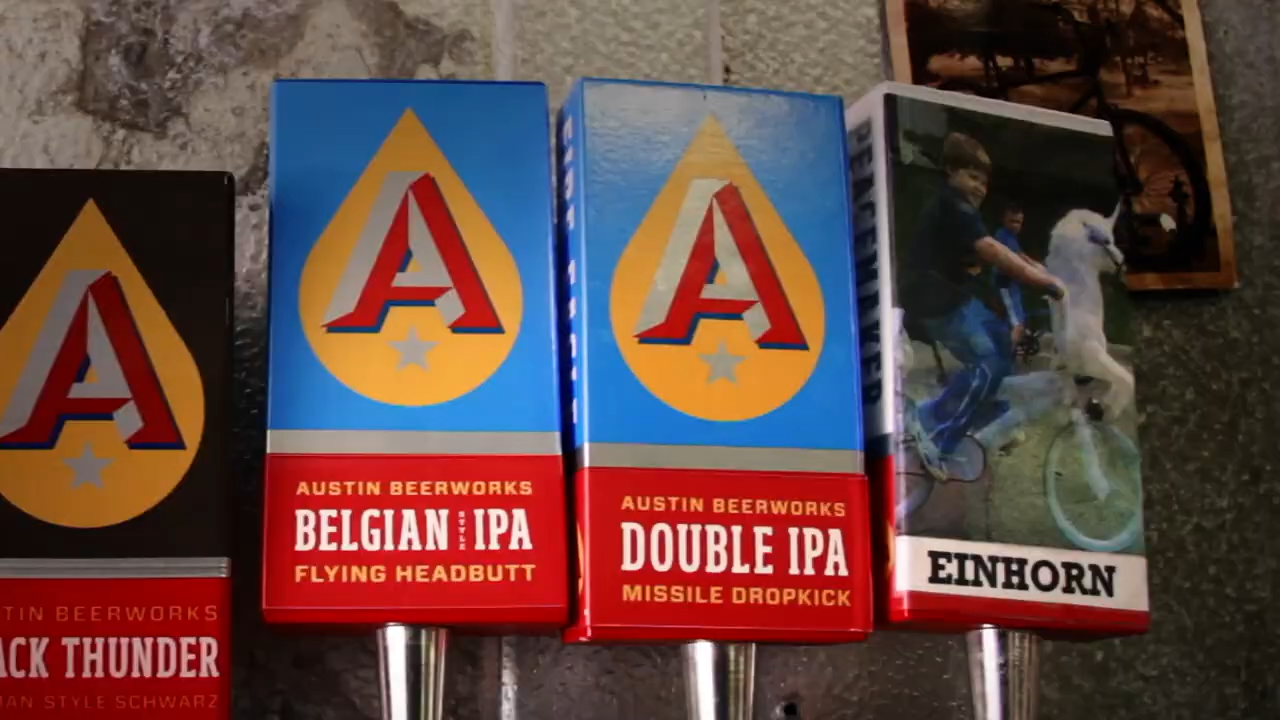 A
TIN BEERWORKS
ACK THUNDER
AN STYLE SCHWARZ
A
AUSTIN BEERWORKS
BELGIAN STYLE IPA
FLYING HEADBUTT
A
AUSTIN BEERWORKS
DOUBLE IPA
MISSILE DROPKICK
PEACEMAKER
EINHORN